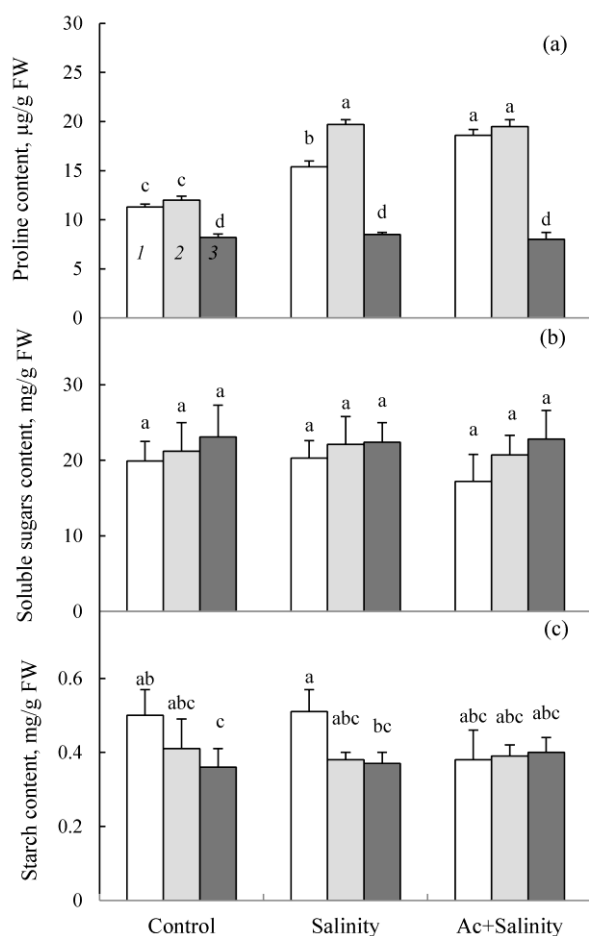 (a)
Proline content, µg/g FW
30
25
20
15
10
5
0
c c d
b a d
a a d
1 2 3
(b)
Soluble sugars content, mg/g FW
30
20
10
0
a a a
a a a
a a a
(c)
Starch content, mg/g FW
0.6
0.4
0.2
0
ab abc c
a abc bc
abc abc abc
Control Salinity Ac+Salinity